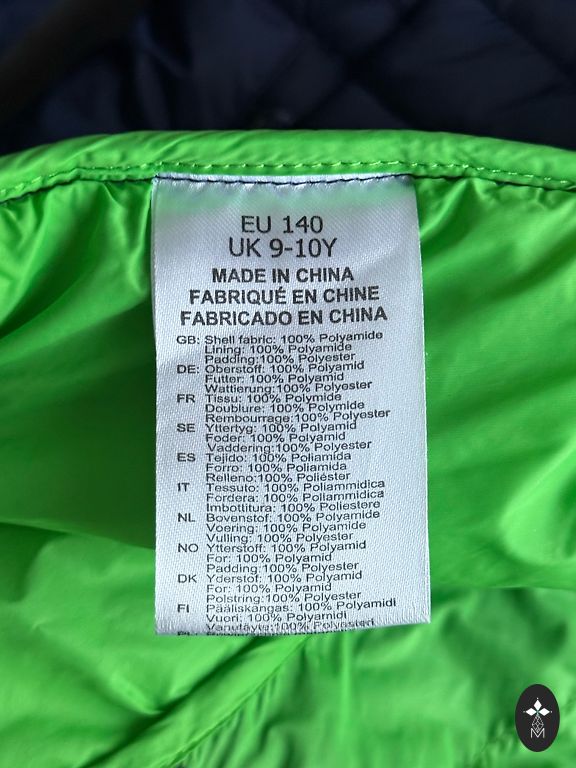 EU 140
UK 9-10Y
MADE IN CHINA
FABRIQUÉ EN CHINE
FABRICADO EN CHINA
GB: Shell fabric: 100% Polyamide
Lining: 100% Polyamide
Padding:100% Polyester
DE: Oberstoff: 100% Polyamid
Futter: 100% Polyamid
Wattierung:100% Polyester
FR Tissu: 100% Polymide
Doublure: 100% Polymide
Rembourrage:100% Polyester
SE Yttertyg: 100% Polyamid
Foder: 100% Polyamid
Vaddering:100% Polyester
ES Tejido: 100% Poliamida
Forro: 100% Poliamida
Relleno:100% Poliéster
IT Tessuto: 100% Poliammidica
Fordera: 100% Poliammidica
Imbottitura: 100% Poliestere
NL Bovenstof: 100% Polyamide
Voering: 100% Polyamide
Vulling: 100% Polyester
NO Ytterstoff: 100% Polyamid
For: 100% Polyamid
Padding:100% Polyester
DK Yderstof: 100% Polyamid
For: 100% Polyamid
Polstring:100% Polyester
FI Pääliskangas: 100% Polyamidi
Vuori: 100% Polyamidi
Vanutäyte:100% Polyesteri
M